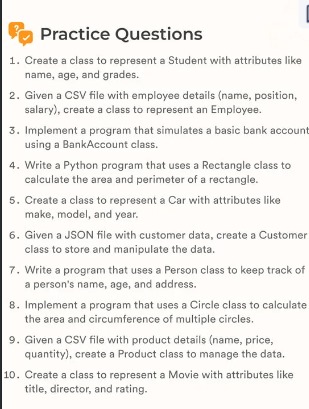 Practice Questions
1. Create a class to represent a Student with attributes like
name, age, and grades.
2. Given a CSV file with employee details (name, position,
salary), create a class to represent an Employee.
3. Implement a program that simulates a basic bank account
using a BankAccount class.
4. Write a Python program that uses a Rectangle class to
calculate the area and perimeter of a rectangle.
5. Create a class to represent a Car with attributes like
make, model, and year.
6. Given a JSON file with customer data, create a Customer
class to store and manipulate the data.
7. Write a program that uses a Person class to keep track of
a person's name, age, and address.
8. Implement a program that uses a Circle class to calculate
the area and circumference of multiple circles.
9. Given a CSV file with product details (name, price,
quantity), create a Product class to manage the data.
10. Create a class to represent a Movie with attributes like
title, director, and rating.